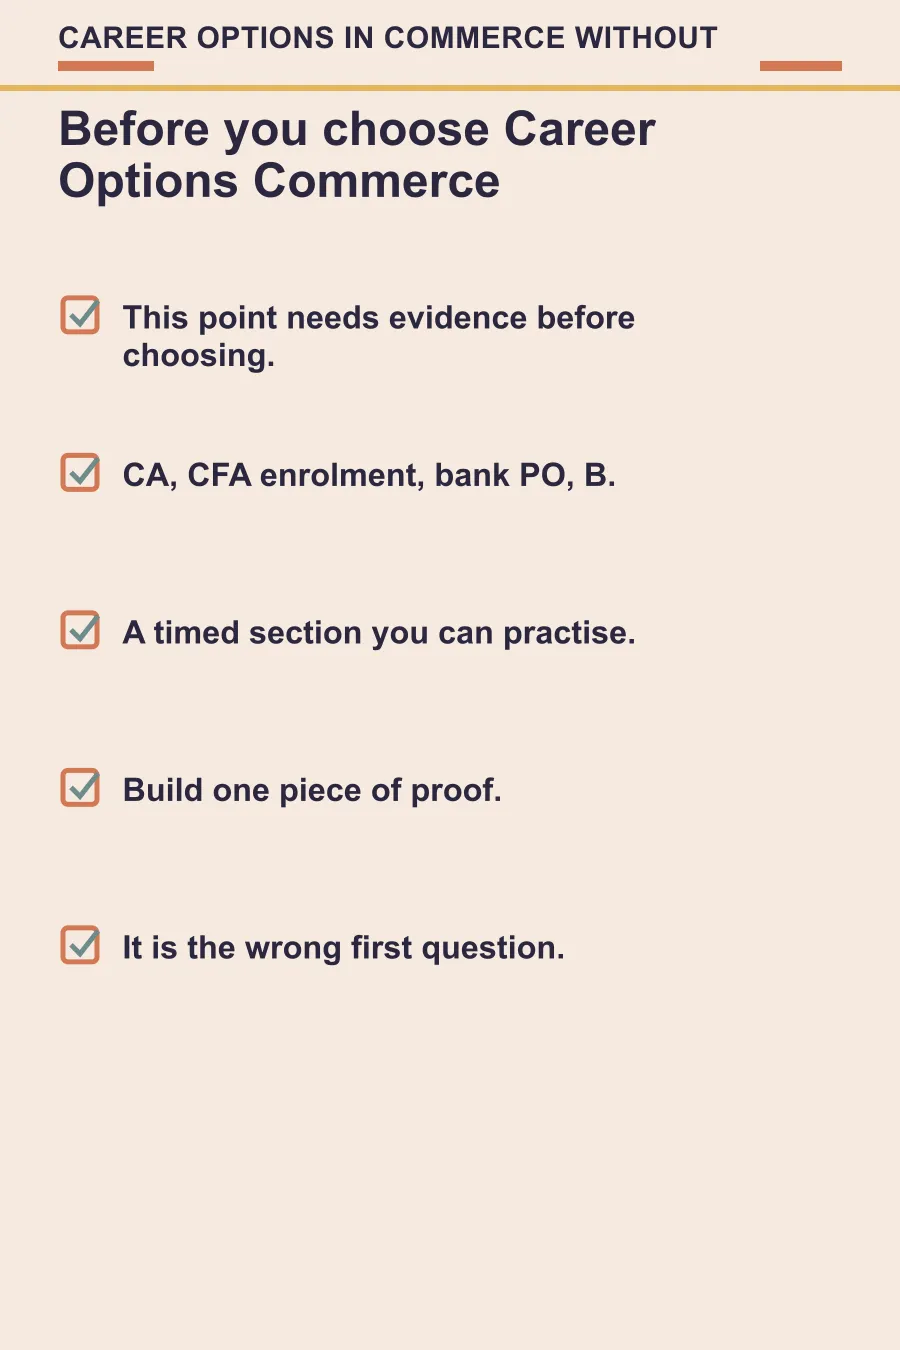 CAREER OPTIONS IN COMMERCE WITHOUT
Before you choose Career
Options Commerce
This point needs evidence before
choosing.
CA, CFA enrolment, bank PO, B.
A timed section you can practise.
Build one piece of proof.
It is the wrong first question.